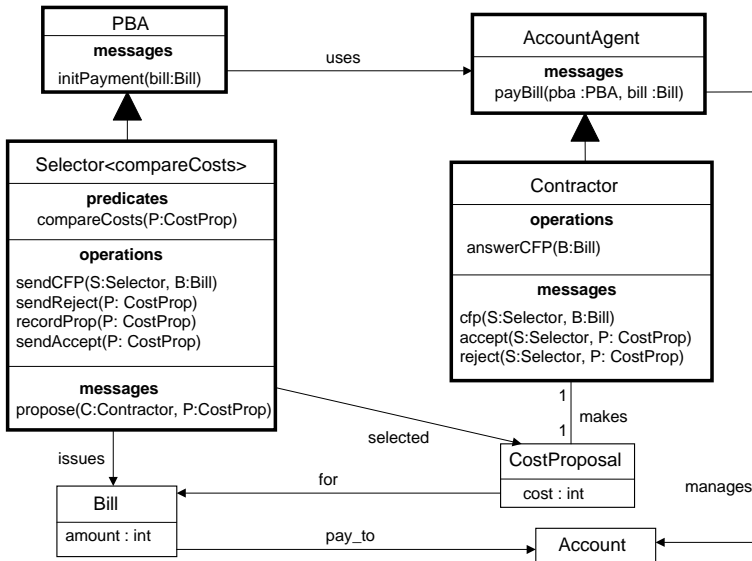 PBA
messages
initPayment(bill:Bill)
uses
AccountAgent
messages
payBill(pba :PBA, bill :Bill)
Selector<compareCosts>
predicates
compareCosts(P:CostProp)
operations
sendCFP(S:Selector, B:Bill)
sendReject(P: CostProp)
recordProp(P: CostProp)
sendAccept(P: CostProp)
messages
propose(C:Contractor, P:CostProp)
Contractor
operations
answerCFP(B:Bill)
messages
cfp(S:Selector, B:Bill)
accept(S:Selector, P: CostProp)
reject(S:Selector, P: CostProp)
1
makes
1
selected
issues
CostProposal
cost : int
for
manages
Bill
amount : int
pay_to
Account